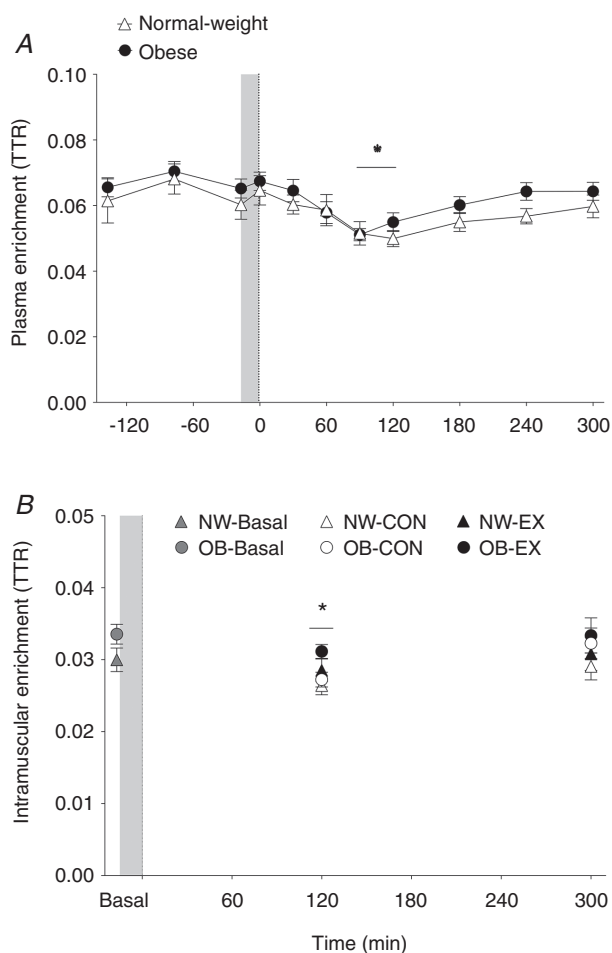 A
Normal-weight
Obese
0.10
0.08
0.06
0.04
0.02
0.00
Plasma enrichment (TTR)
*
-120 -60 0 60 120 180 240 300
B
NW-Basal NW-CON NW-EX
OB-Basal OB-CON OB-EX
0.05
0.04
0.03
0.02
0.01
0.00
Intramuscular enrichment (TTR)
*
Basal 60 120 180 240 300
Time (min)